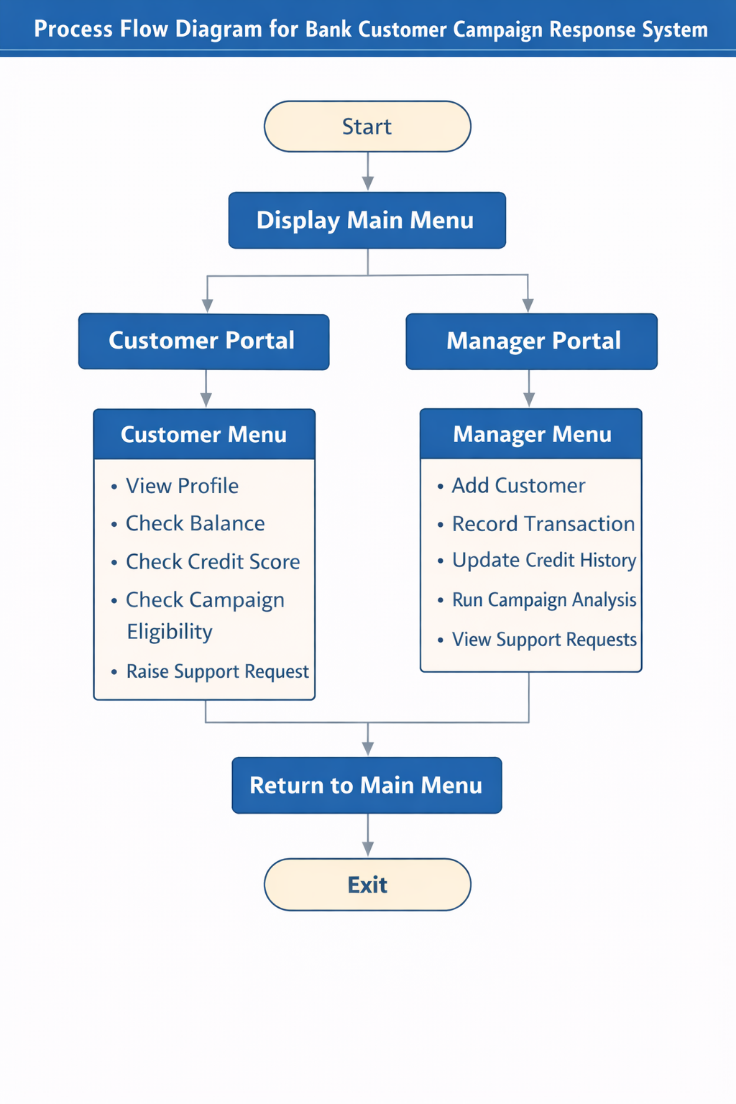 Process Flow Diagram for Bank Customer Campaign Response System
Start
Display Main Menu
Customer Portal
Manager Portal
Customer Menu
• View Profile
• Check Balance
• Check Credit Score
• Check Campaign
Eligibility
• Raise Support Request
Manager Menu
• Add Customer
• Record Transaction
• Update Credit History
• Run Campaign Analysis
• View Support Requests
Return to Main Menu
Exit